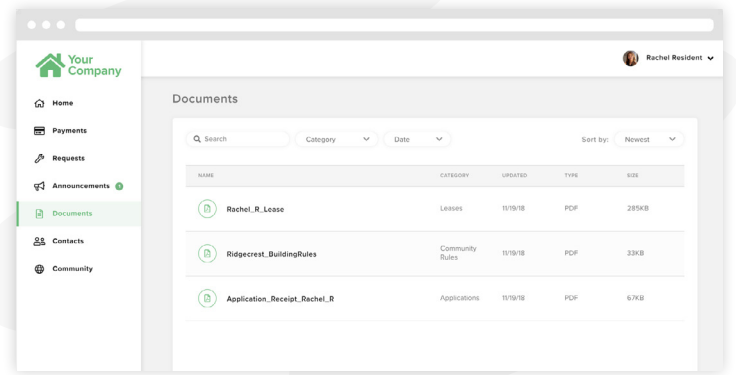 Your
Company
Rachel Resident
Home
Payments
Requests
Announcements 1
Documents
Contacts
Community
Documents
Search Category Date Sort by: Newest
NAME CATEGORY UPDATED TYPE SIZE
Rachel_R_Lease Leases 11/19/18 PDF 285KB
Ridgecrest_BuildingRules Community Rules 11/19/18 PDF 33KB
Application_Receipt_Rachel_R Applications 11/19/18 PDF 67KB